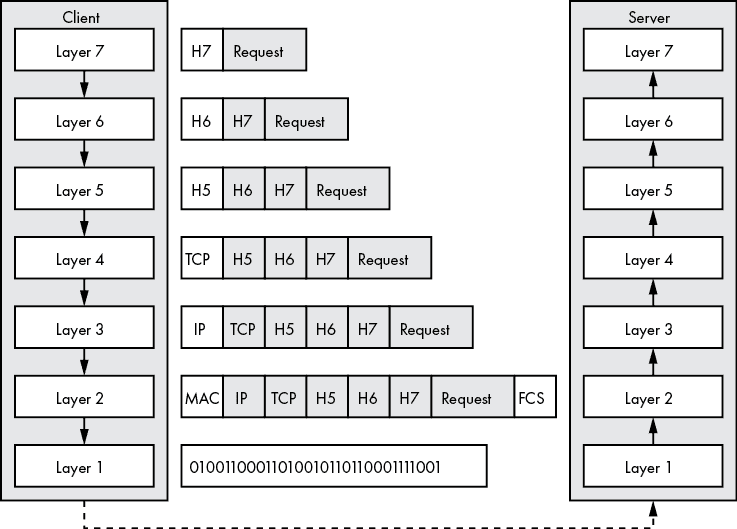 Client
Server
Layer 7
H7 Request
Layer 7
Layer 6
H6 H7 Request
Layer 6
Layer 5
H5 H6 H7 Request
Layer 5
Layer 4
TCP H5 H6 H7 Request
Layer 4
Layer 3
IP TCP H5 H6 H7 Request
Layer 3
Layer 2
MAC IP TCP H5 H6 H7 Request FCS
Layer 2
Layer 1
01001100011010010110110001111001
Layer 1